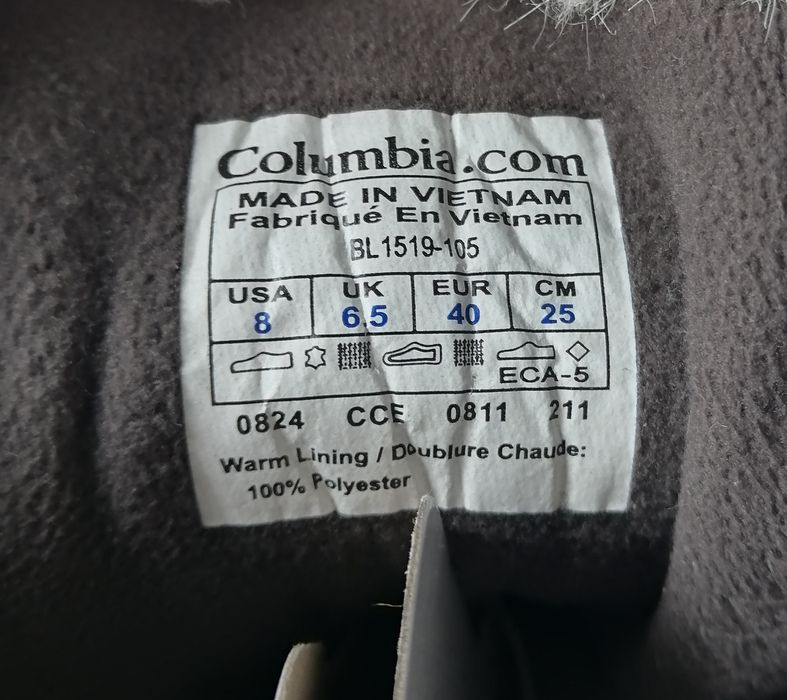 Columbia.com
MADE IN VIETNAM
Fabriqué En Vietnam
BL1519-105
USA UK EUR CM
8 6.5 40 25
ECA-5
0824 CCE 0811 211
Warm Lining / Doublure Chaude:
100% Polyester